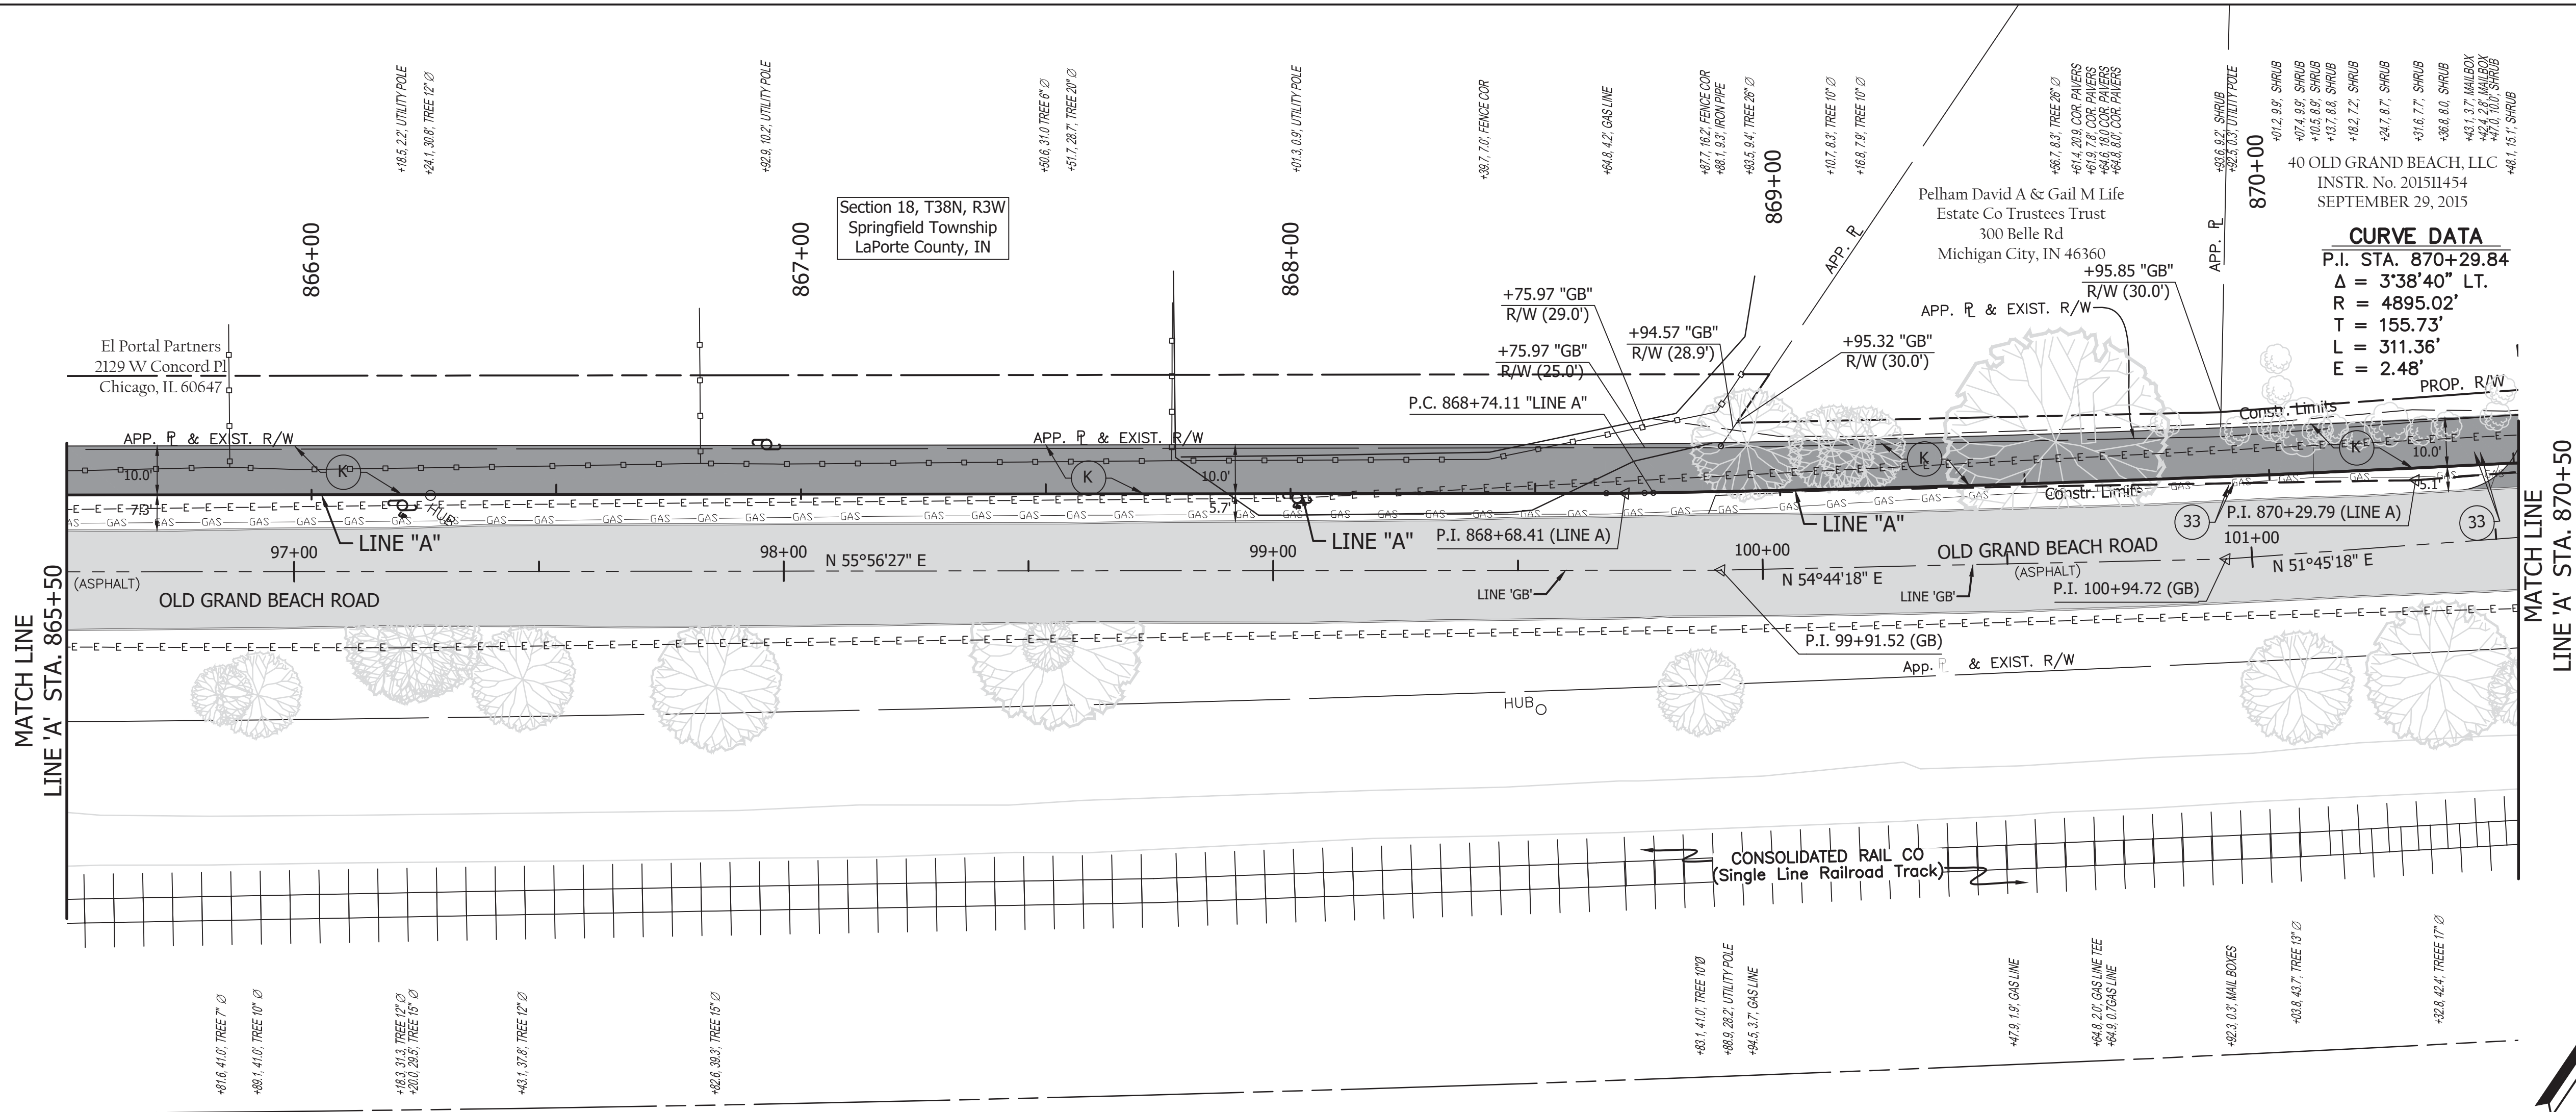 +18.5, 2.2', UTILITY POLE
+24.1, 30.8', TREE 12" Ø
+92.9, 10.2', UTILITY POLE
+50.6, 31.0 TREE 6" Ø
+51.7, 28.7', TREE 20" Ø
+01.3, 0.9', UTILITY POLE
+39.7, 7.0', FENCE COR
+64.8, 4.2', GAS LINE
+87.7, 16.2', FENCE COR
+88.1, 9.3', IRON PIPE
+93.5, 9.4', TREE 26" Ø
+10.7, 8.3', TREE 10" Ø
+16.8, 7.9', TREE 10" Ø
+56.7, 8.3', TREE 26" Ø
+61.4, 20.9, COR. PAVERS
+61.9, 7.8', COR. PAVERS
+64.6, 18.0 COR. PAVERS
+64.8, 8.0', COR. PAVERS
+93.6, 9.2', SHRUB
+92.5, 0.3', UTILITY POLE
+01.2, 9.9', SHRUB
+07.4, 9.9', SHRUB
+10.5, 8.9', SHRUB
+13.7, 8.8, SHRUB
+18.2, 7.2', SHRUB
+24.7, 8.7', SHRUB
+31.6, 7.7', SHRUB
+36.8, 8.0, SHRUB
+43.1, 3.7', MAILBOX
+42.4, 2.8', MAILBOX
+47.0, 10.0', SHRUB
+48.1, 15.1', SHRUB
866+00
867+00
868+00
869+00
870+00
Section 18, T38N, R3W
Springfield Township
LaPorte County, IN
Pelham David A & Gail M Life
Estate Co Trustees Trust
300 Belle Rd
Michigan City, IN 46360
40 OLD GRAND BEACH, LLC
INSTR. No. 201511454
SEPTEMBER 29, 2015
CURVE DATA
P.I. STA. 870+29.84
Δ = 3°38'40" LT.
R = 4895.02'
T = 155.73'
L = 311.36'
E = 2.48'
APP. PL
APP. PL
+95.85 "GB"
R/W (30.0')
+75.97 "GB"
R/W (29.0')
+94.57 "GB"
R/W (28.9')
+95.32 "GB"
R/W (30.0')
+75.97 "GB"
R/W (25.0')
P.C. 868+74.11 "LINE A"
APP. PL & EXIST. R/W
PROP. R/W
Constr. Limits
El Portal Partners
2129 W Concord Pl
Chicago, IL 60647
APP. PL & EXIST. R/W
APP. PL & EXIST. R/W
10.0'
K
K
10.0'
K
K
10.0'
7.3'
HUB
5.7'
Constr. Limits
5.1'
E E E E E
GAS GAS GAS GAS GAS
LINE "A"
LINE "A"
LINE "A"
P.I. 868+68.41 (LINE A)
P.I. 870+29.79 (LINE A)
33
33
97+00
98+00
99+00
100+00
101+00
N 55°56'27" E
N 54°44'18" E
N 51°45'18" E
(ASPHALT)
OLD GRAND BEACH ROAD
OLD GRAND BEACH ROAD
(ASPHALT)
LINE 'GB'
LINE 'GB'
P.I. 100+94.72 (GB)
P.I. 99+91.52 (GB)
App. PL & EXIST. R/W
HUB
MATCH LINE
LINE 'A' STA. 865+50
MATCH LINE
LINE 'A' STA. 870+50
CONSOLIDATED RAIL CO
(Single Line Railroad Track)
+81.6, 41.0', TREE 7" Ø
+89.1, 41.0', TREE 10" Ø
+18.3, 31.3, TREE 12" Ø
+20.0, 29.5', TREE 15" Ø
+43.1, 37.8', TREE 12" Ø
+82.6, 39.3', TREE 15" Ø
+83.1, 41.0', TREE 10"Ø
+88.9, 28.2', UTILITY POLE
+94.5, 3.7', GAS LINE
+47.9, 1.9', GAS LINE
+64.8, 2.0', GAS LINE TEE
+64.9, 0.7GAS LINE
+92.3, 0.3', MAIL BOXES
+03.8, 43.7', TREE 13" Ø
+32.8, 42.4', TREEE 17" Ø